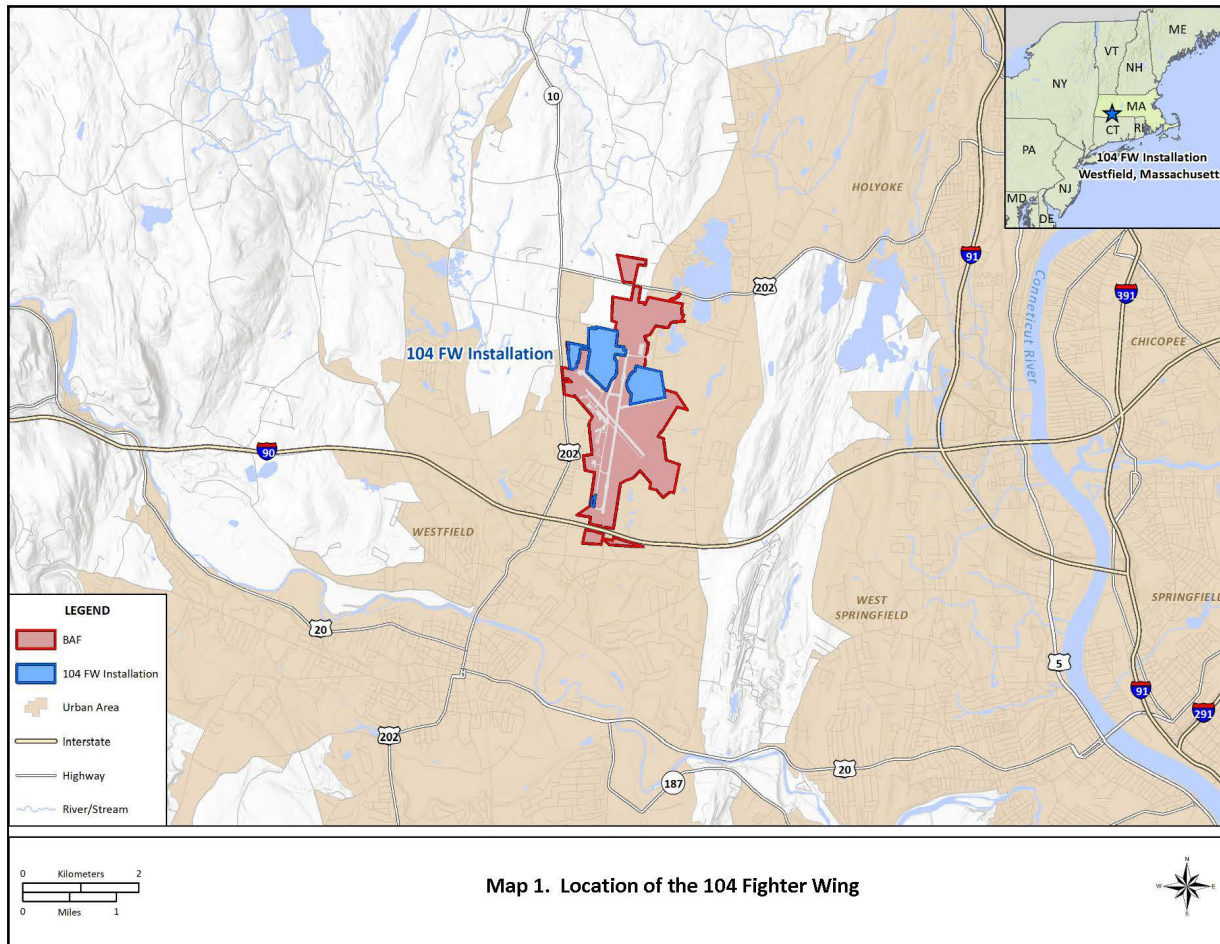 ME
VT
NH
NY
MA
CT
RI
PA
104 FW Installation
Westfield, Massachusett
NJ
MD
DE
10
HOLYOKE
91
202
391
Conneticut River
CHICOPEE
104 FW Installation
90
202
WESTFIELD
WEST
SPRINGFIELD
SPRINGFIELD
20
5
91
291
202
20
187
LEGEND
BAF
104 FW Installation
Urban Area
Interstate
Highway
River/Stream
0 Kilometers 2
0 Miles 1
Map 1. Location of the 104 Fighter Wing
N
W E
S